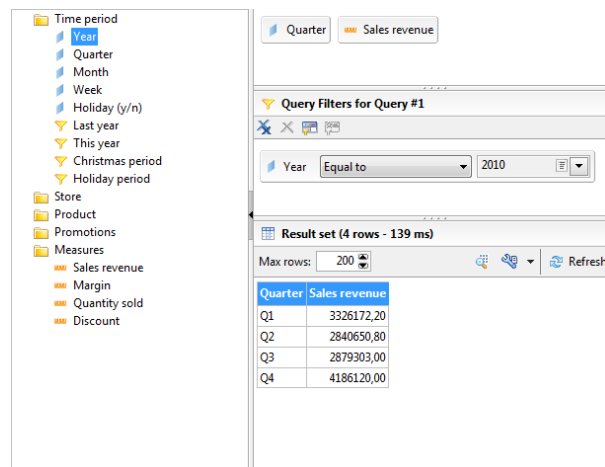 Time period
Year
Quarter
Month
Week
Holiday (y/n)
Last year
This year
Christmas period
Holiday period
Store
Product
Promotions
Measures
Sales revenue
Margin
Quantity sold
Discount
Quarter Sales revenue
Query Filters for Query #1
Year Equal to 2010
Result set (4 rows - 139 ms)
Max rows: 200 Refresh
Quarter Sales revenue
Q1 3326172,20
Q2 2840650,80
Q3 2879303,00
Q4 4186120,00